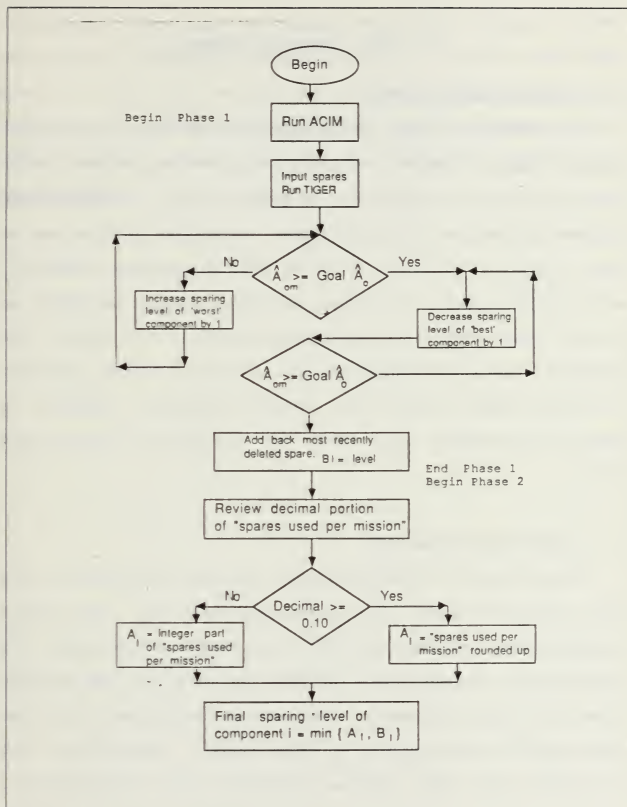 Begin
Begin Phase 1
Run ACIM
Input spares
Run TIGER
No
Yes
Â om >= Goal Â o
Increase sparing
level of 'worst'
component by 1
Decrease sparing
level of 'best'
component by 1
Â om >= Goal Â o
Add back most recently
deleted spare. B i = level
End Phase 1
Begin Phase 2
Review decimal portion
of "spares used per mission"
No
Yes
Decimal >=
0.10
A i = Integer part
of "spares used
per mission"
A i = "spares used per
mission" rounded up
Final sparing level of
component i = min { A i , B i }